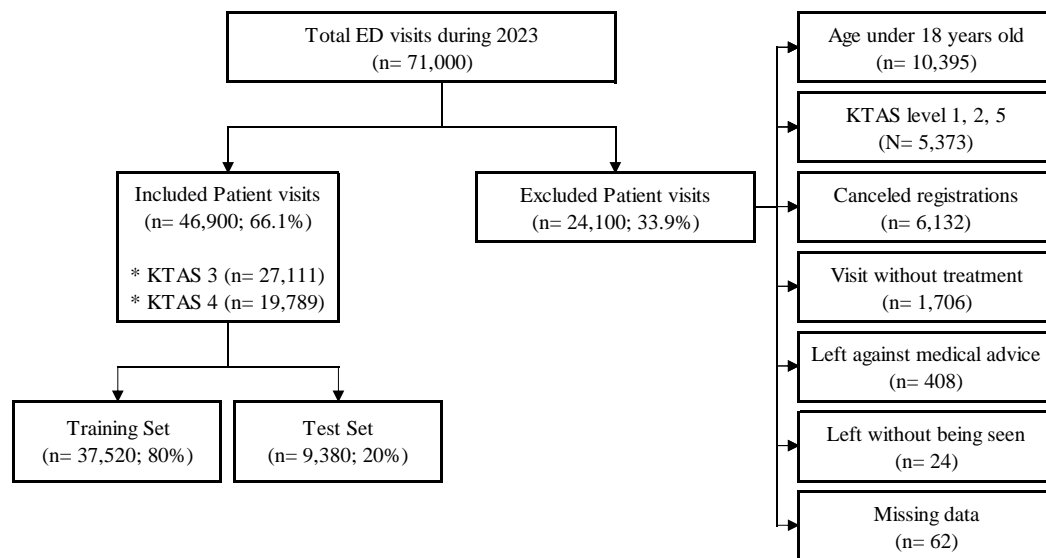 Total ED visits during 2023
(n= 71,000)
Included Patient visits
(n= 46,900; 66.1%)
* KTAS 3 (n= 27,111)
* KTAS 4 (n= 19,789)
Training Set
(n= 37,520; 80%)
Test Set
(n= 9,380; 20%)
Excluded Patient visits
(n= 24,100; 33.9%)
Age under 18 years old
(n= 10,395)
KTAS level 1, 2, 5
(N= 5,373)
Canceled registrations
(n= 6,132)
Visit without treatment
(n= 1,706)
Left against medical advice
(n= 408)
Left without being seen
(n= 24)
Missing data
(n= 62)